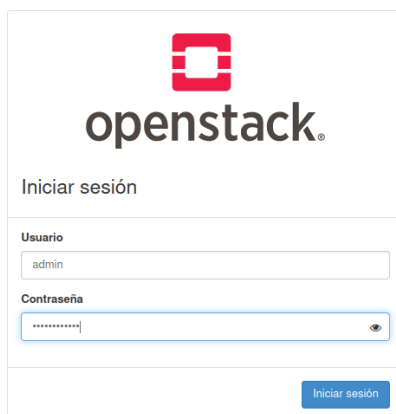 openstack.
Iniciar sesión
Usuario
admin
Contraseña
••••••••••••
Iniciar sesión